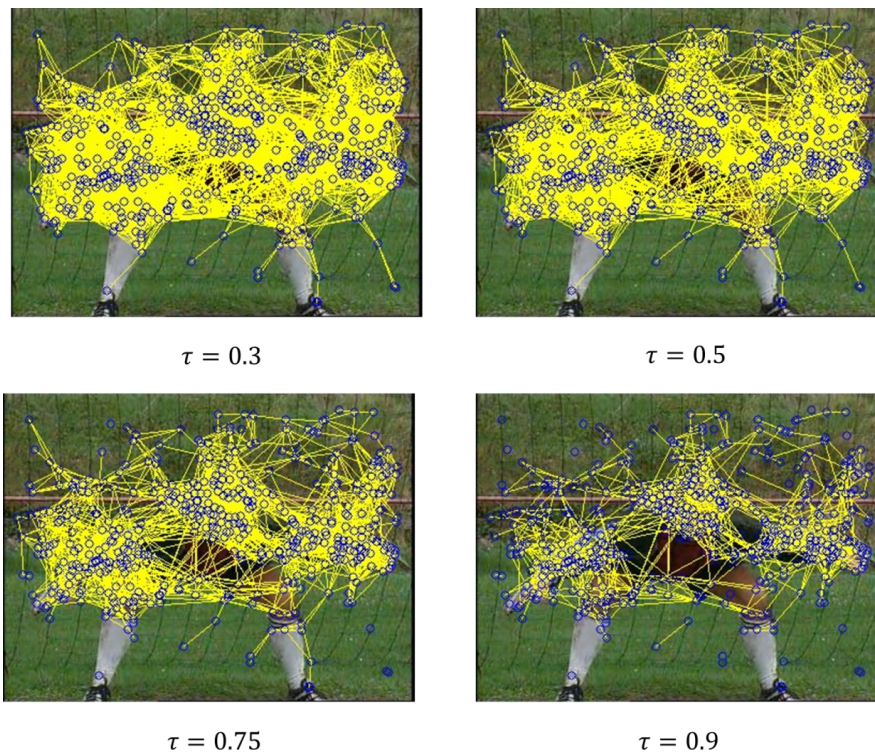 τ = 0.3
τ = 0.5
τ = 0.75
τ = 0.9